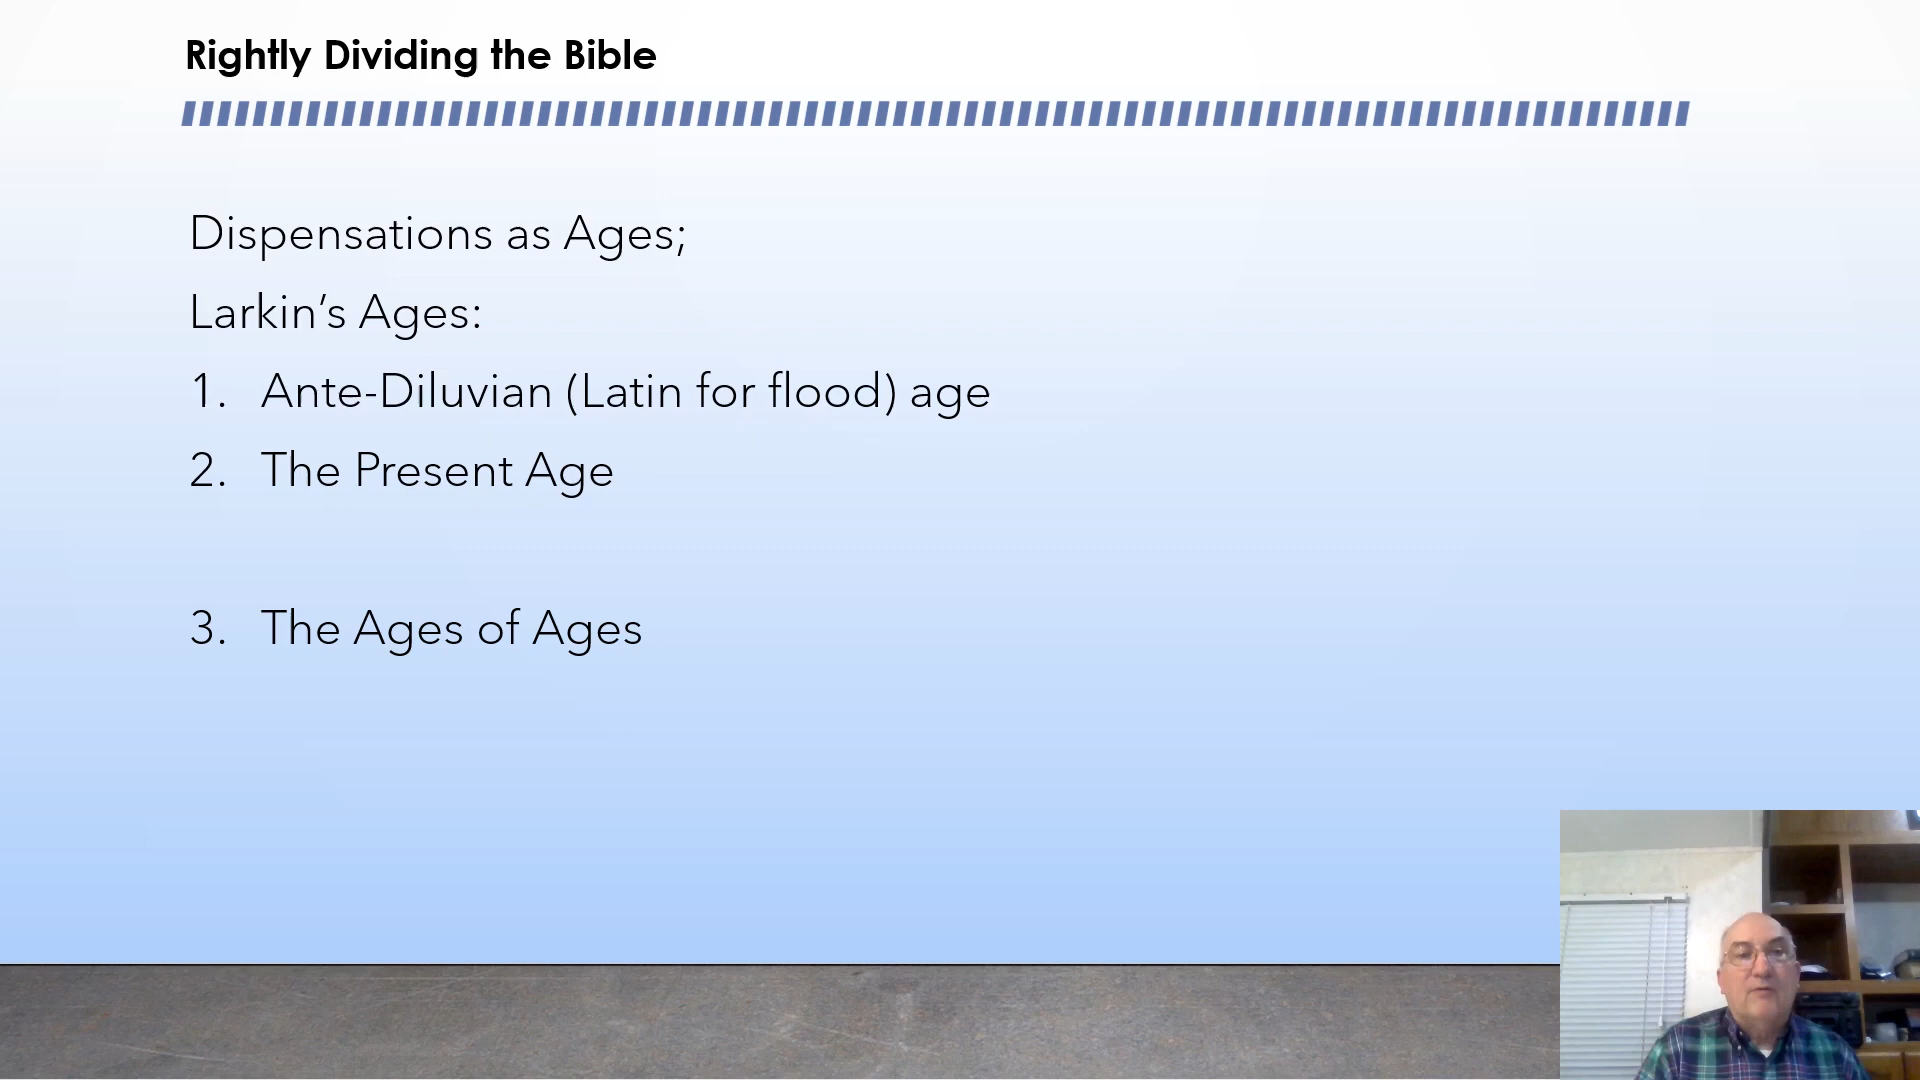 Rightly Dividing the Bible
Dispensations as Ages;
Larkin’s Ages:
1. Ante-Diluvian (Latin for flood) age
2. The Present Age
3. The Ages of Ages